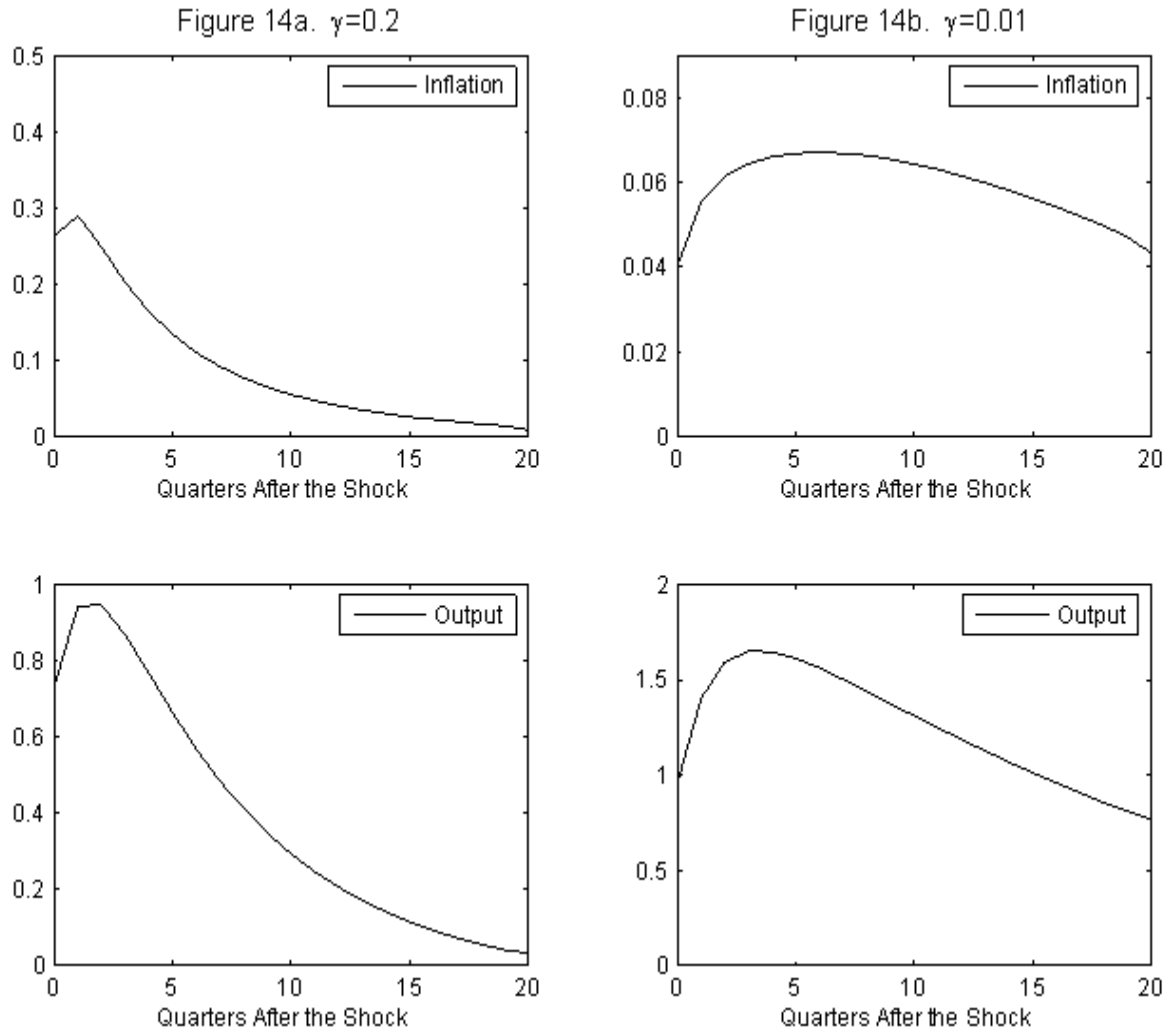 Figure 14a. γ=0.2
Inflation
0.5
0.4
0.3
0.2
0.1
0
0 5 10 15 20
Quarters After the Shock
Figure 14b. γ=0.01
Inflation
0.08
0.06
0.04
0.02
0
0 5 10 15 20
Quarters After the Shock
Output
1
0.8
0.6
0.4
0.2
0
0 5 10 15 20
Quarters After the Shock
Output
2
1.5
1
0.5
0
0 5 10 15 20
Quarters After the Shock